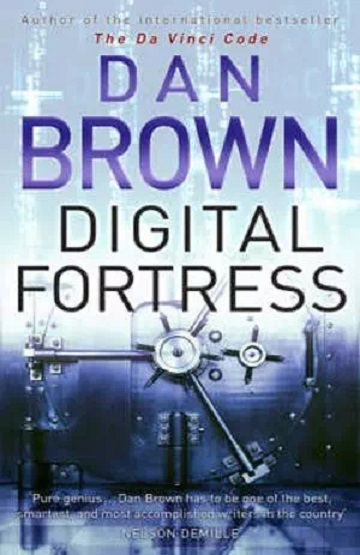 Author of the international bestseller
The Da Vinci Code
DAN
BROWN
DIGITAL
FORTRESS
'Pure genius... Dan Brown has to be one of the best,
smartest, and most accomplished writers in the country'
NELSON DEMILLE